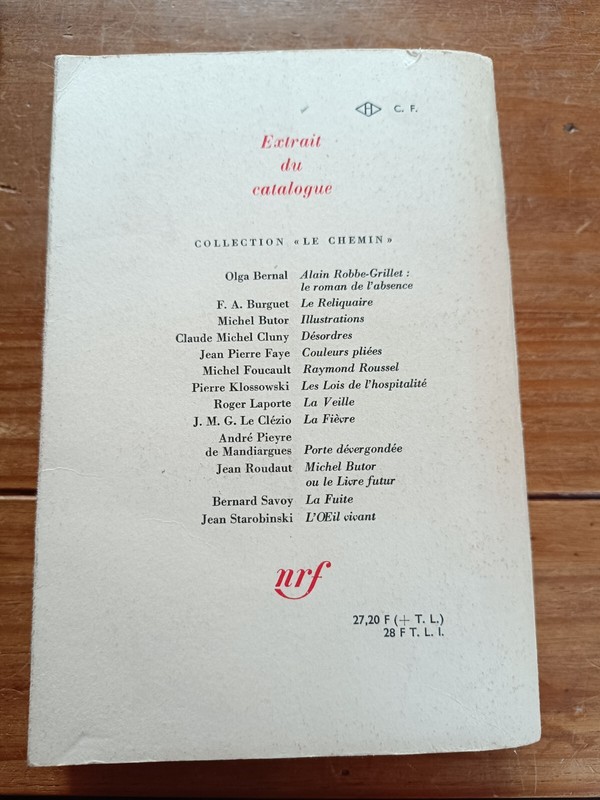 H C. F.
Extrait
du
catalogue
COLLECTION « LE CHEMIN »
Olga Bernal Alain Robbe-Grillet :
le roman de l'absence
F. A. Burguet Le Reliquaire
Michel Butor Illustrations
Claude Michel Cluny Désordres
Jean Pierre Faye Couleurs pliées
Michel Foucault Raymond Roussel
Pierre Klossowski Les Lois de l'hospitalité
Roger Laporte La Veille
J. M. G. Le Clézio La Fièvre
André Pieyre
de Mandiargues Porte dévergondée
Jean Roudaut Michel Butor
ou le Livre futur
Bernard Savoy La Fuite
Jean Starobinski L'Œil vivant
nrf
27,20 F (+ T. L.)
28 F T. L. I.